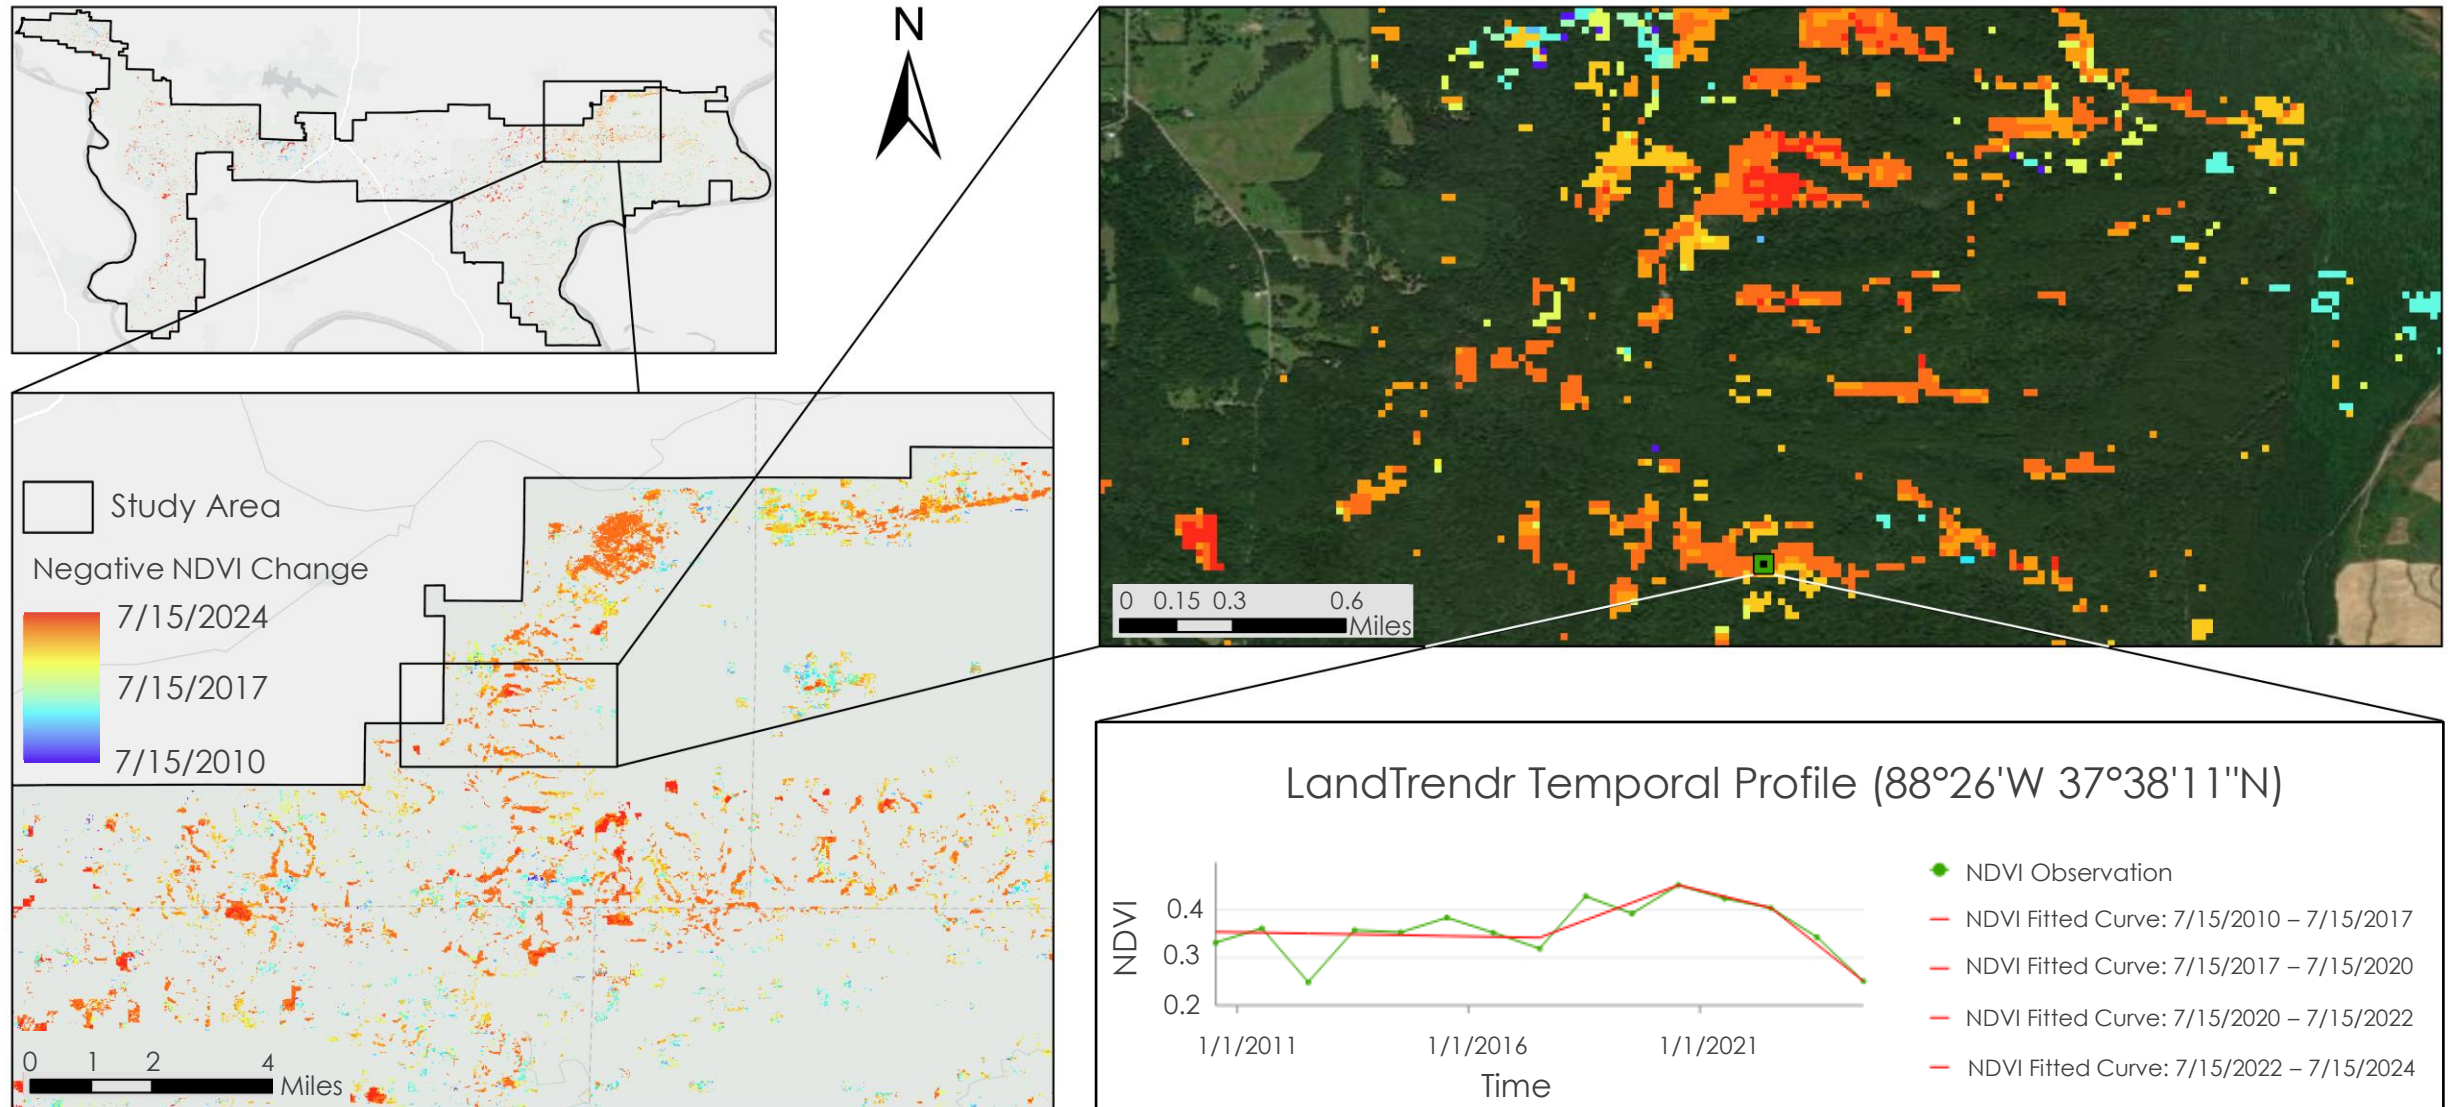 N
Study Area
Negative NDVI Change
7/15/2024
7/15/2017
7/15/2010
0 1 2 4
Miles
0 0.15 0.3 0.6
Miles
LandTrendr Temporal Profile (88°26'W 37°38'11"N)
NDVI
0.4
0.3
0.2
1/1/2011 1/1/2016 1/1/2021
Time
NDVI Observation
NDVI Fitted Curve: 7/15/2010 – 7/15/2017
NDVI Fitted Curve: 7/15/2017 – 7/15/2020
NDVI Fitted Curve: 7/15/2020 – 7/15/2022
NDVI Fitted Curve: 7/15/2022 – 7/15/2024